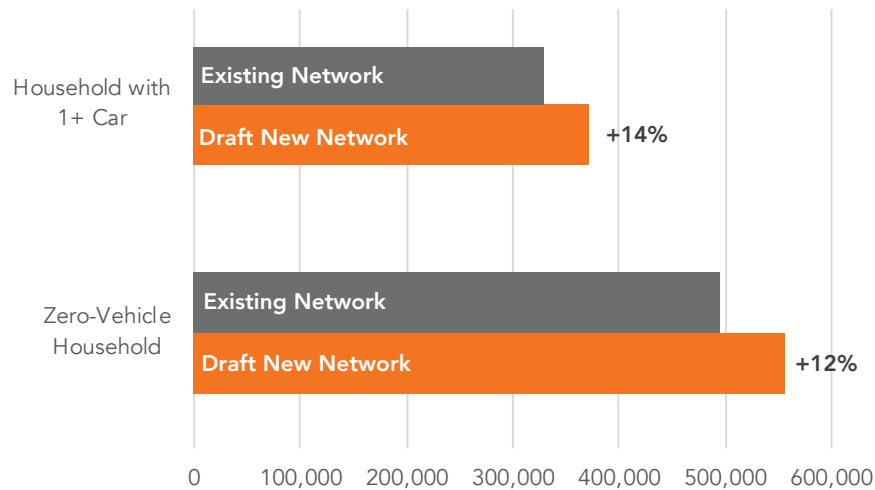 Household with
1+ Car
Existing Network
Draft New Network
+14%
Zero-Vehicle
Household
Existing Network
Draft New Network
+12%
0 100,000 200,000 300,000 400,000 500,000 600,000